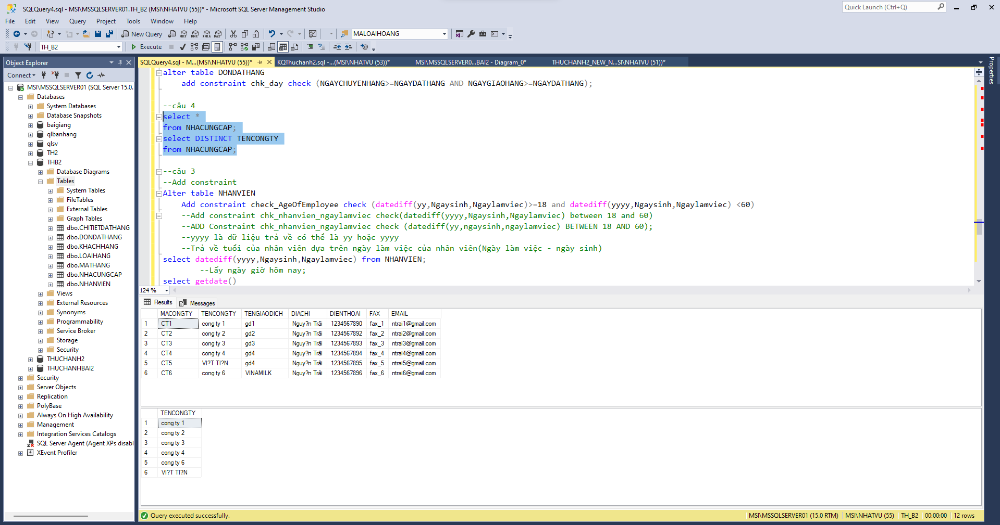 SQLQuery4.sql - MSI\MSSQLSERVER01.TH_B2 (MSI\NHATVU (55))* - Microsoft SQL Server Management Studio
Quick Launch (Ctrl+Q)
File Edit View Query Project Tools Window Help
New Query MDX DMX XMLA DAX MALOAIHOANG
TH_B2 Execute
Object Explorer
Connect
MSI\MSSQLSERVER01 (SQL Server 15.0.
Databases
System Databases
Database Snapshots
baigiang
qlbanhang
qlsv
TH2
THB2
Database Diagrams
Tables
System Tables
FileTables
External Tables
Graph Tables
dbo.CHITIETDATHANG
dbo.DONDATHANG
dbo.KHACHHANG
dbo.LOAIHANG
dbo.MATHANG
dbo.NHACUNGCAP
dbo.NHANVIEN
Views
External Resources
Synonyms
Programmability
Service Broker
Storage
Security
THUCHANH2
THUCHANHBAI2
Security
Server Objects
Replication
PolyBase
Always On High Availability
Management
Integration Services Catalogs
SQL Server Agent (Agent XPs disabl
XEvent Profiler
SQLQuery4.sql - M...(MSI\NHATVU (55))* KQThuchanh2.sql -...(MSI\NHATVU (53))* MSI\MSSQLSERVER0...BAI2 - Diagram_0* THUCHANH2_NEW_N...SI\NHATVU (51))*
Properties
alter table DONDATHANG
add constraint chk_day check (NGAYCHUYENHANG>=NGAYDATHANG AND NGAYGIAOHANG>=NGAYDATHANG);
--câu 4
select *
from NHACUNGCAP;
select DISTINCT TENCONGTY
from NHACUNGCAP;
--câu 3
--Add constraint
Alter table NHANVIEN
Add constraint check_AgeOfEmployee check (datediff(yy,Ngaysinh,Ngaylamviec)>=18 and datediff(yyyy,Ngaysinh,Ngaylamviec) <60)
--Add constraint chk_nhanvien_ngaylamviec check(datediff(yyyy,Ngaysinh,Ngaylamviec) between 18 and 60)
--ADD Constraint chk_nhanvien_ngaylamviec check (datediff(yy,ngaysinh,ngaylamviec) BETWEEN 18 AND 60);
--yyyy là dữ liệu trả về có thể là yy hoặc yyyy
--Trả về tuổi của nhân viên dựa trên ngày làm việc của nhân viên(Ngày làm việc - ngày sinh)
select datediff(yyyy,Ngaysinh,Ngaylamviec) from NHANVIEN;
--Lấy ngày giờ hôm nay;
select getdate()
124 %
Results Messages
MACONGTY TENCONGTY TENGIAODICH DIACHI DIENTHOAI FAX EMAIL
1 CT1 cong ty 1 gd1 Nguy?n Trãi 1234567890 fax_1 ntrai1@gmail.com
2 CT2 cong ty 2 gd2 Nguy?n Trãi 1234567892 fax_2 ntrai2@gmail.com
3 CT3 cong ty 3 gd3 Nguy?n Trãi 1234567893 fax_3 ntrai3@gmail.com
4 CT4 cong ty 4 gd4 Nguy?n Trãi 1234567894 fax_4 ntrai4@gmail.com
5 CT5 VI?T TI?N gd4 Nguy?n Trãi 1234567895 fax_5 ntrai5@gmail.com
6 CT6 cong ty 6 VINAMILK Nguy?n Trãi 1234567896 fax_6 ntrai6@gmail.com
TENCONGTY
1 cong ty 1
2 cong ty 2
3 cong ty 3
4 cong ty 4
5 cong ty 6
6 VI?T TI?N
Query executed successfully.
MSI\MSSQLSERVER01 (15.0 RTM) MSI\NHATVU (55) TH_B2 00:00:00 12 rows